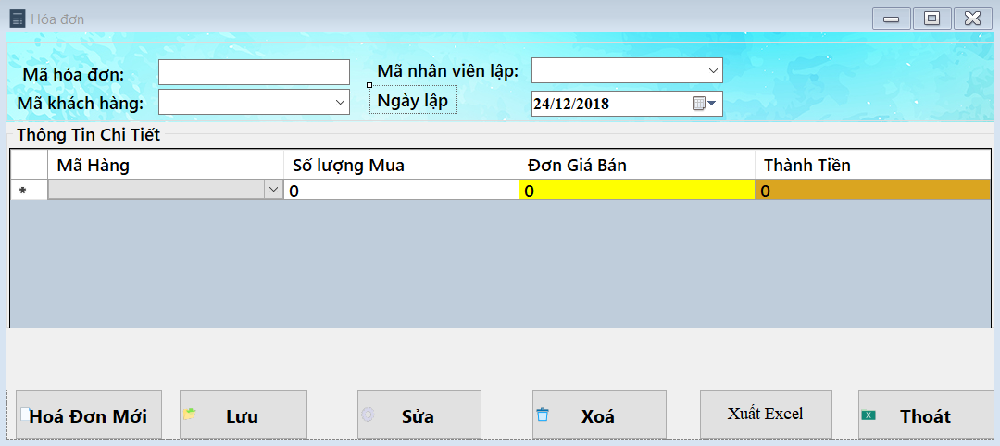 Hóa đơn
Mã hóa đơn:
Mã nhân viên lập:
Mã khách hàng:
Ngày lập
24/12/2018
Thông Tin Chi Tiết
Mã Hàng Số lượng Mua Đơn Giá Bán Thành Tiền
* 0 0 0
Hoá Đơn Mới Lưu Sửa Xoá Xuất Excel Thoát